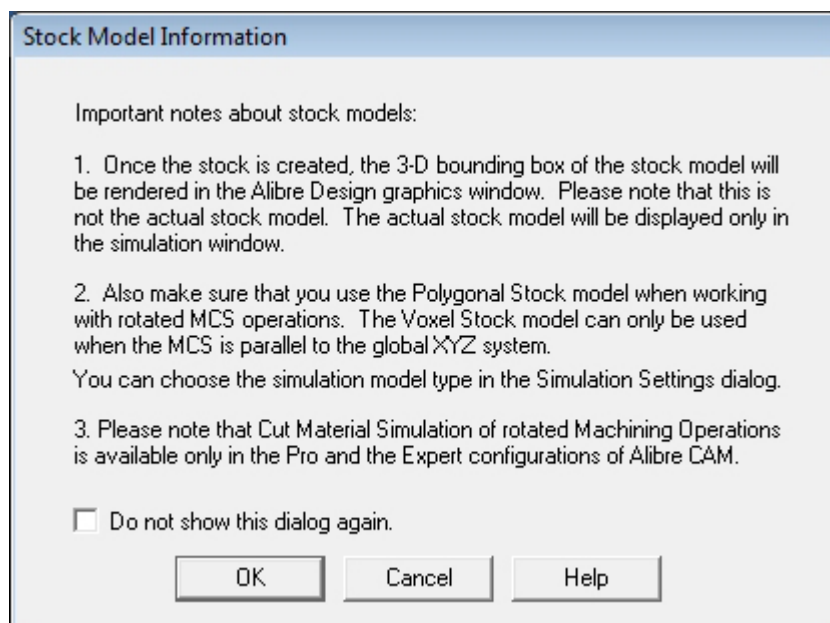 Stock Model Information
Important notes about stock models:
1. Once the stock is created, the 3-D bounding box of the stock model will
be rendered in the Alibre Design graphics window. Please note that this is
not the actual stock model. The actual stock model will be displayed only in
the simulation window.
2. Also make sure that you use the Polygonal Stock model when working
with rotated MCS operations. The Voxel Stock model can only be used
when the MCS is parallel to the global XYZ system.
You can choose the simulation model type in the Simulation Settings dialog.
3. Please note that Cut Material Simulation of rotated Machining Operations
is available only in the Pro and the Expert configurations of Alibre CAM.
Do not show this dialog again.
OK Cancel Help